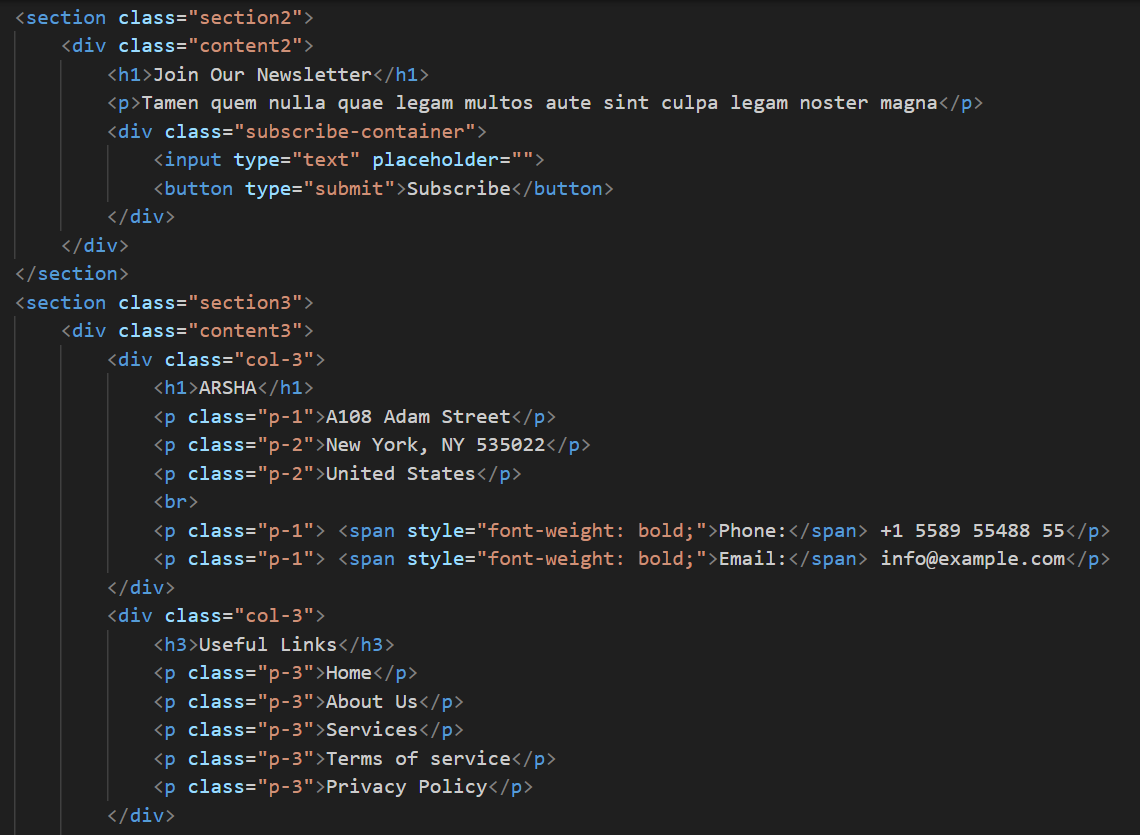 <section class="section2">
    <div class="content2">
        <h1>Join Our Newsletter</h1>
        <p>Tamen quem nulla quae legam multos aute sint culpa legam noster magna</p>
        <div class="subscribe-container">
            <input type="text" placeholder="">
            <button type="submit">Subscribe</button>
        </div>
    </div>
</section>
<section class="section3">
    <div class="content3">
        <div class="col-3">
            <h1>ARSHA</h1>
            <p class="p-1">A108 Adam Street</p>
            <p class="p-2">New York, NY 535022</p>
            <p class="p-2">United States</p>
            <br>
            <p class="p-1"> <span style="font-weight: bold;">Phone:</span> +1 5589 55488 55</p>
            <p class="p-1"> <span style="font-weight: bold;">Email:</span> info@example.com</p>
        </div>
        <div class="col-3">
            <h3>Useful Links</h3>
            <p class="p-3">Home</p>
            <p class="p-3">About Us</p>
            <p class="p-3">Services</p>
            <p class="p-3">Terms of service</p>
            <p class="p-3">Privacy Policy</p>
        </div>